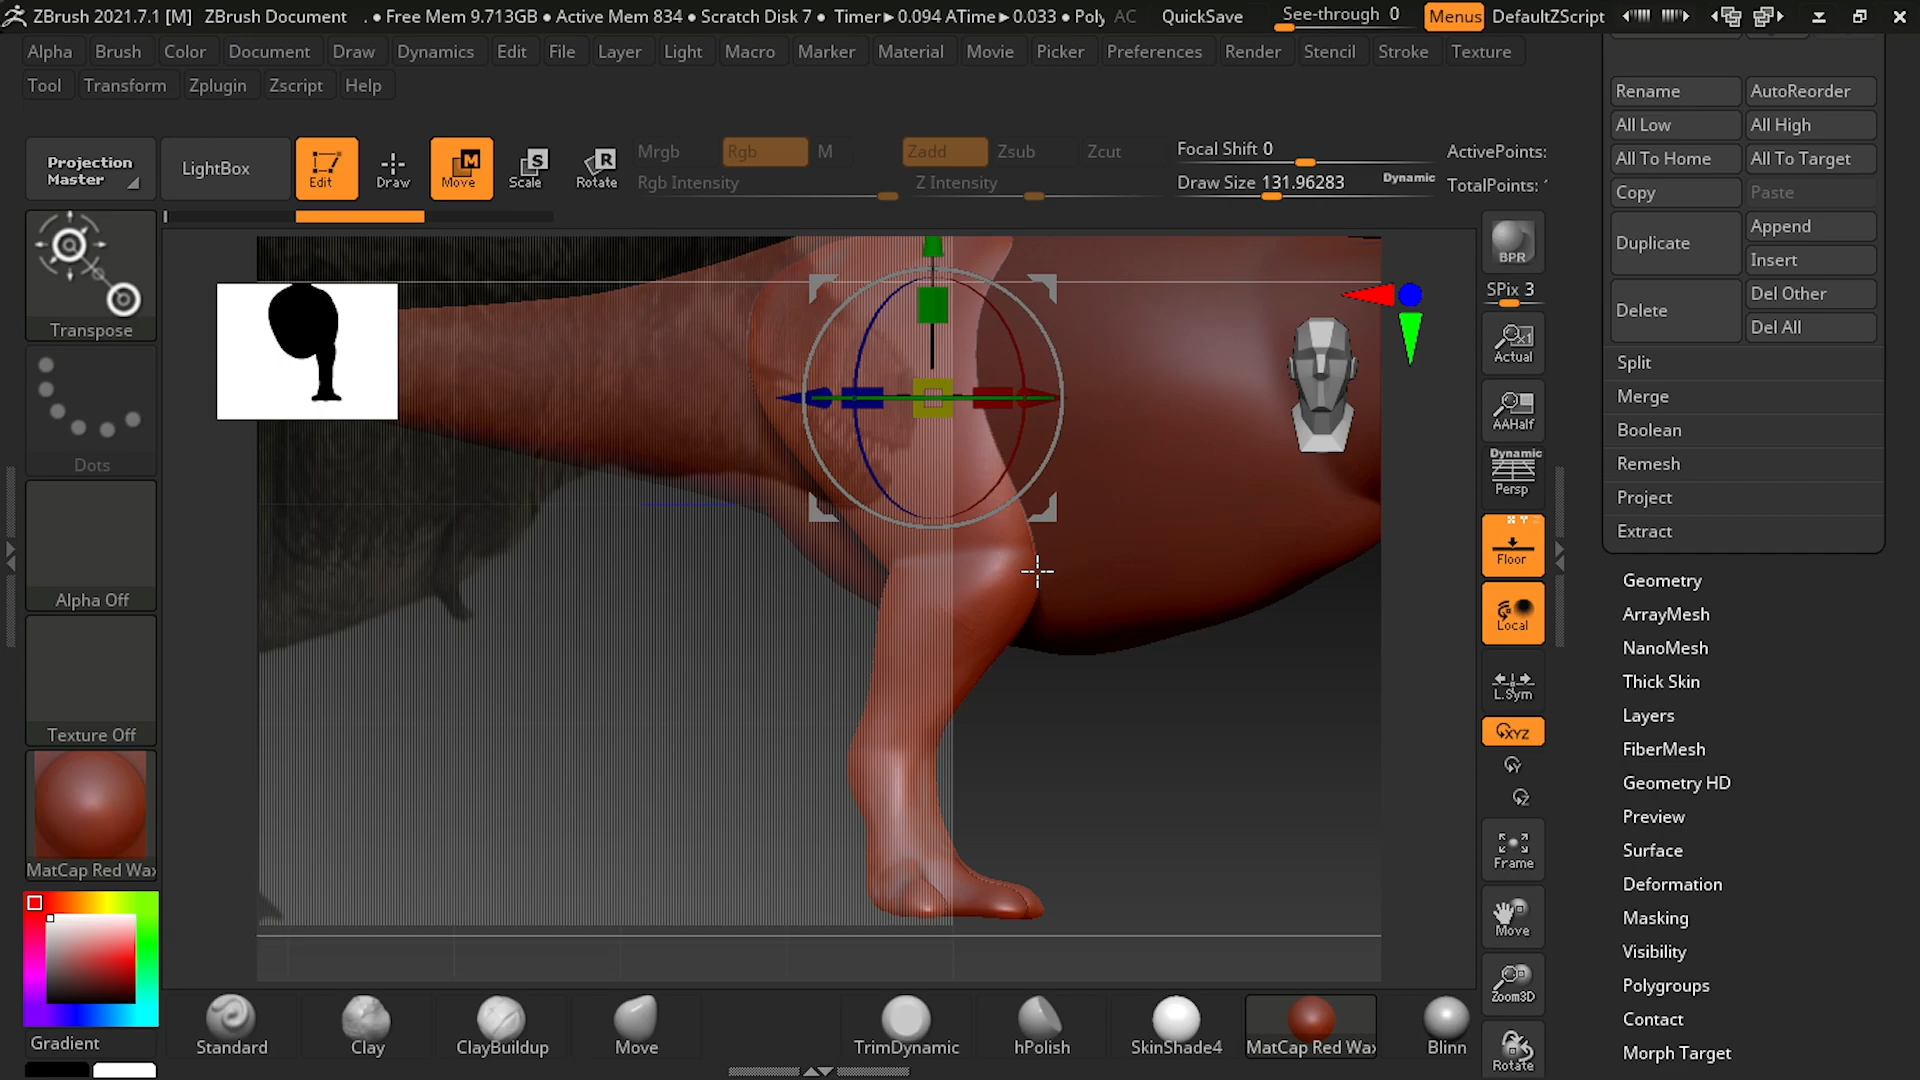 ZBrush 2021.7.1 [M] ZBrush Document . • Free Mem 9.713GB • Active Mem 834 • Scratch Disk 7 • Timer▶0.094 ATime▶0.033 • Poly AC QuickSave See-through 0 Menus DefaultZScript
Alpha Brush Color Document Draw Dynamics Edit File Layer Light Macro Marker Material Movie Picker Preferences Render Stencil Stroke Texture
Tool Transform Zplugin Zscript Help
Projection Master
LightBox
Edit
Draw
Move
M
Scale
S
Rotate
R
Mrgb Rgb M Zadd Zsub Zcut
Rgb Intensity Z Intensity
Focal Shift 0
Draw Size 131.96283 Dynamic
ActivePoints:
TotalPoints:
Transpose
Dots
Alpha Off
Texture Off
MatCap Red Wax
Gradient
BPR
SPix 3
x1
Actual
AAHalf
Dynamic
Persp
Floor
Local
L.Sym
XYZ
Y
Z
Frame
Move
Zoom3D
Rotate
Rename AutoReorder
All Low All High
All To Home All To Target
Copy Paste
Duplicate Append
Insert
Delete Del Other
Del All
Split
Merge
Boolean
Remesh
Project
Extract
Geometry
ArrayMesh
NanoMesh
Thick Skin
Layers
FiberMesh
Geometry HD
Preview
Surface
Deformation
Masking
Visibility
Polygroups
Contact
Morph Target
Standard Clay ClayBuildup Move TrimDynamic hPolish SkinShade4 MatCap Red Wax Blinn